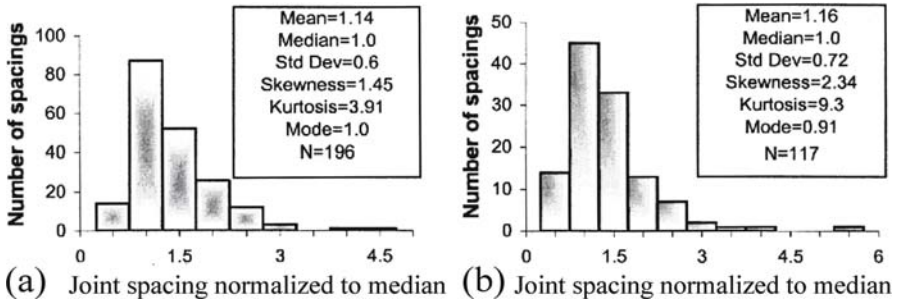 Number of spacings
100
80
60
40
20
0
Mean=1.14
Median=1.0
Std Dev=0.6
Skewness=1.45
Kurtosis=3.91
Mode=1.0
N=196
0 1.5 3 4.5
(a) Joint spacing normalized to median
Number of spacings
50
40
30
20
10
0
Mean=1.16
Median=1.0
Std Dev=0.72
Skewness=2.34
Kurtosis=9.3
Mode=0.91
N=117
0 1.5 3 4.5 6
(b) Joint spacing normalized to median